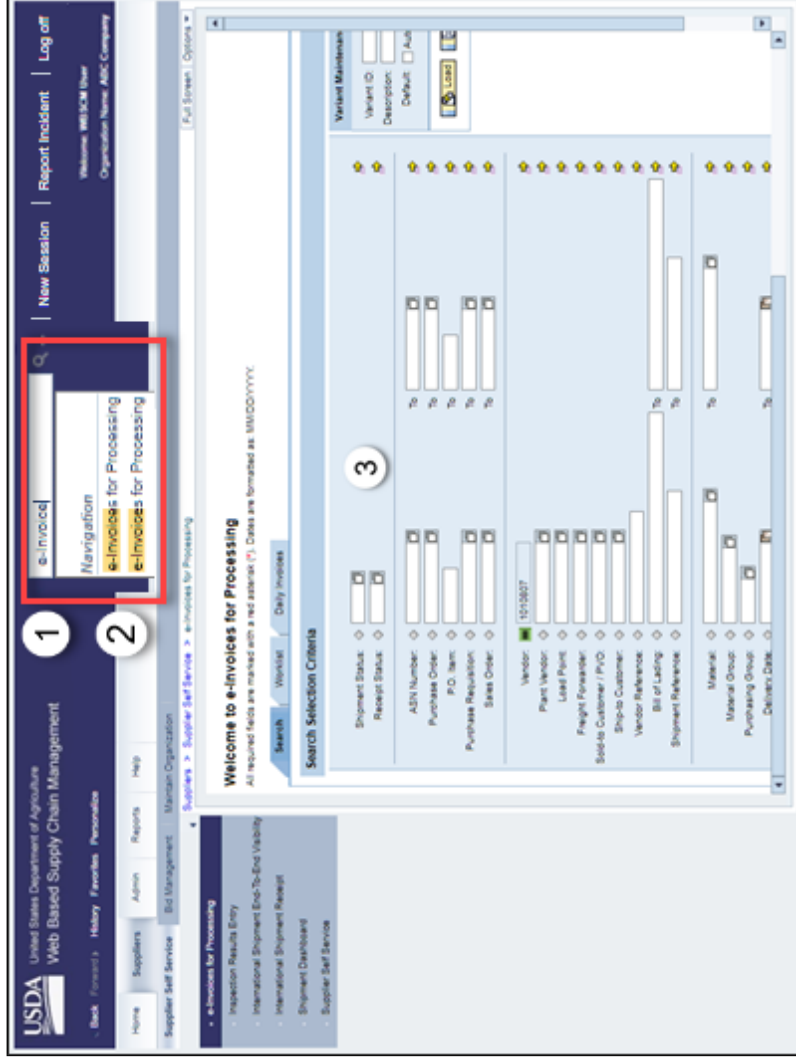 USDA United States Department of Agriculture
Web Based Supply Chain Management
1
e-Invoice
New Session | Report Incident | Log off
Back Forward History Favorites Personalize
Welcome: WBSCM User
Organization Name: ABC Company
2
Navigation
e-Invoices for Processing
e-Invoices for Processing
Home Suppliers Admin Reports Help
Supplier Self Service Bid Management Maintain Organization
Suppliers > Supplier Self Service > e-Invoices for Processing
Full Screen Options
e-Invoices for Processing
Inspection Results Entry
International Shipment End-To-End Visibility
International Shipment Receipt
Shipment Dashboard
Supplier Self Service
Welcome to e-Invoices for Processing
All required fields are marked with a red asterisk (*). Dates are formatted as: MM/DD/YYYY.
Search Worklist Daily Invoices
Search Selection Criteria
3
Shipment Status:
Receipt Status:
ASN Number: To
Purchase Order: To
P.O. Item: To
Purchase Requisition: To
Sales Order: To
Vendor: 1010807
Plant Vendor:
Load Point:
Freight Forwarder:
Sold-to Customer / PVO:
Ship-to Customer:
Vendor Reference:
Bill of Lading: To
Shipment Reference: To
Material: To
Material Group:
Purchasing Group:
Delivery Date: To
Variant Maintenan
Variant ID:
Description:
Default: Aut
Load